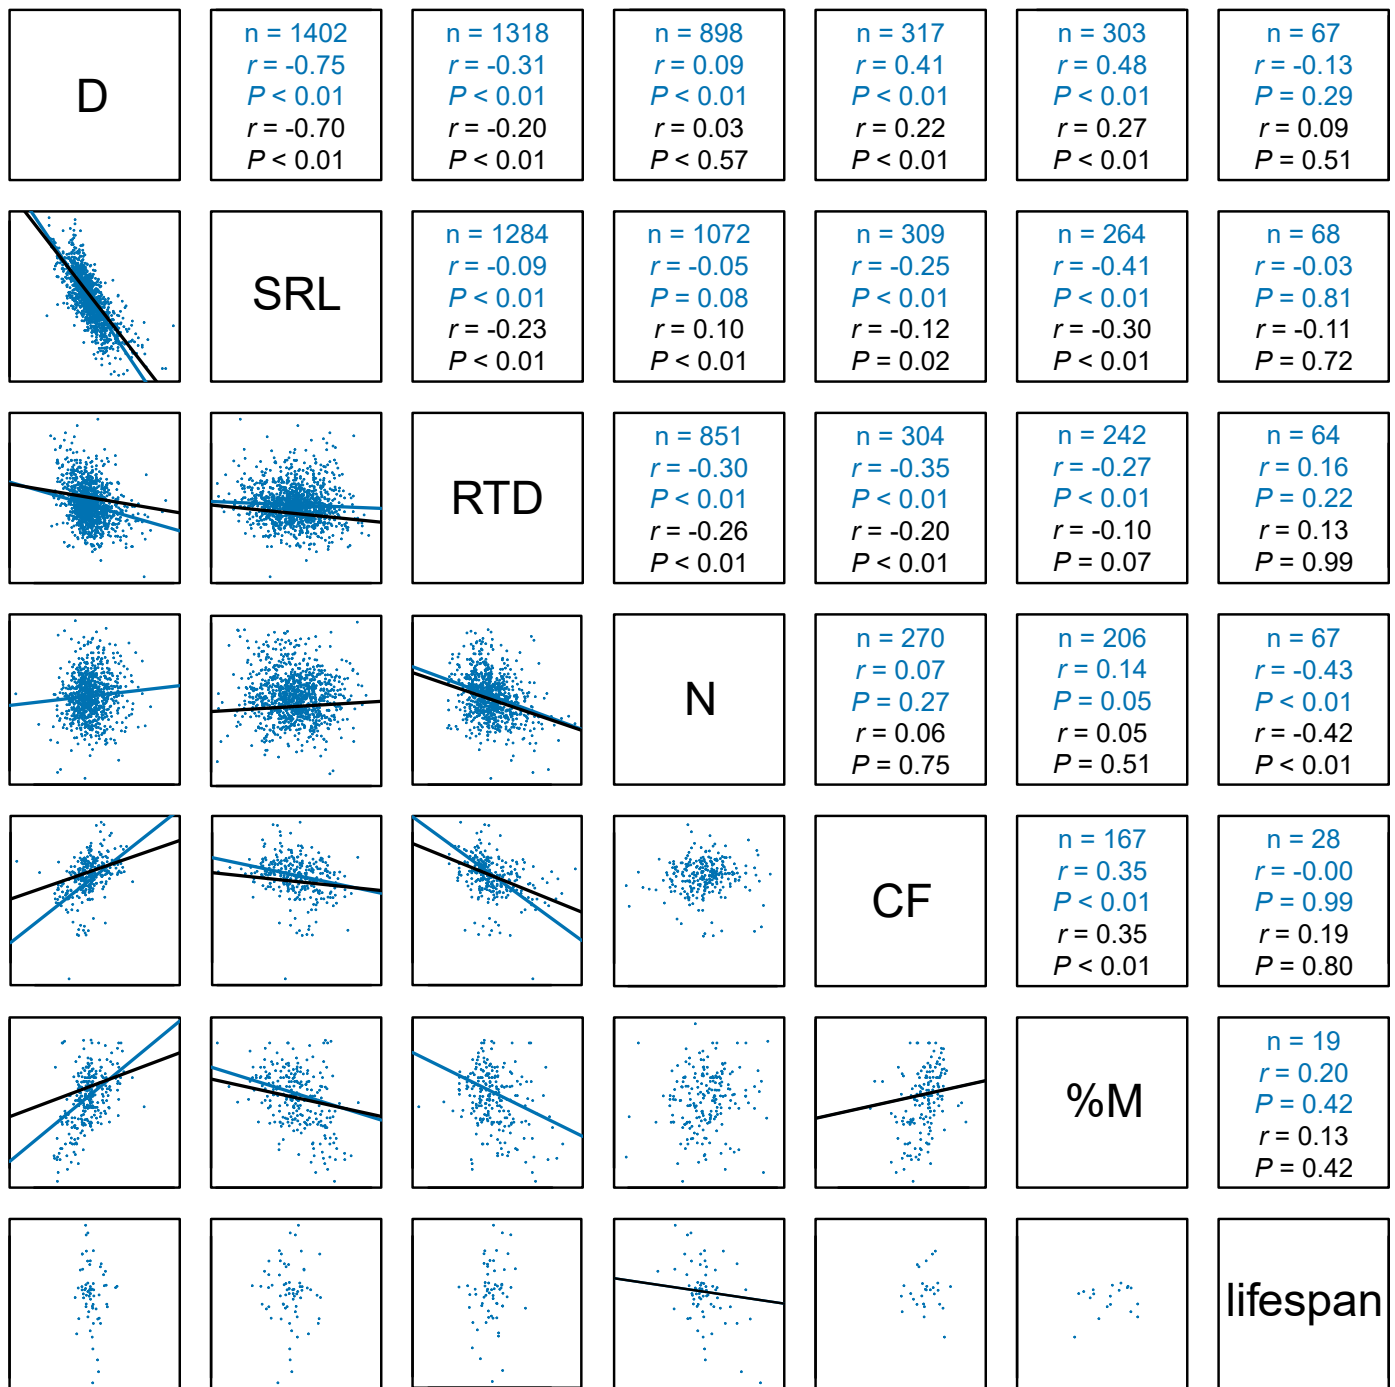 D
n = 1402
r = -0.75
P < 0.01
r = -0.70
P < 0.01
n = 1318
r = -0.31
P < 0.01
r = -0.20
P < 0.01
n = 898
r = 0.09
P < 0.01
r = 0.03
P < 0.57
n = 317
r = 0.41
P < 0.01
r = 0.22
P < 0.01
n = 303
r = 0.48
P < 0.01
r = 0.27
P < 0.01
n = 67
r = -0.13
P = 0.29
r = 0.09
P = 0.51
SRL
n = 1284
r = -0.09
P < 0.01
r = -0.23
P < 0.01
n = 1072
r = -0.05
P = 0.08
r = 0.10
P < 0.01
n = 309
r = -0.25
P < 0.01
r = -0.12
P = 0.02
n = 264
r = -0.41
P < 0.01
r = -0.30
P < 0.01
n = 68
r = -0.03
P = 0.81
r = -0.11
P = 0.72
RTD
n = 851
r = -0.30
P < 0.01
r = -0.26
P < 0.01
n = 304
r = -0.35
P < 0.01
r = -0.20
P < 0.01
n = 242
r = -0.27
P < 0.01
r = -0.10
P = 0.07
n = 64
r = 0.16
P = 0.22
r = 0.13
P = 0.99
N
n = 270
r = 0.07
P = 0.27
r = 0.06
P = 0.75
n = 206
r = 0.14
P = 0.05
r = 0.05
P = 0.51
n = 67
r = -0.43
P < 0.01
r = -0.42
P < 0.01
CF
n = 167
r = 0.35
P < 0.01
r = 0.35
P < 0.01
n = 28
r = -0.00
P = 0.99
r = 0.19
P = 0.80
%M
n = 19
r = 0.20
P = 0.42
r = 0.13
P = 0.42
lifespan